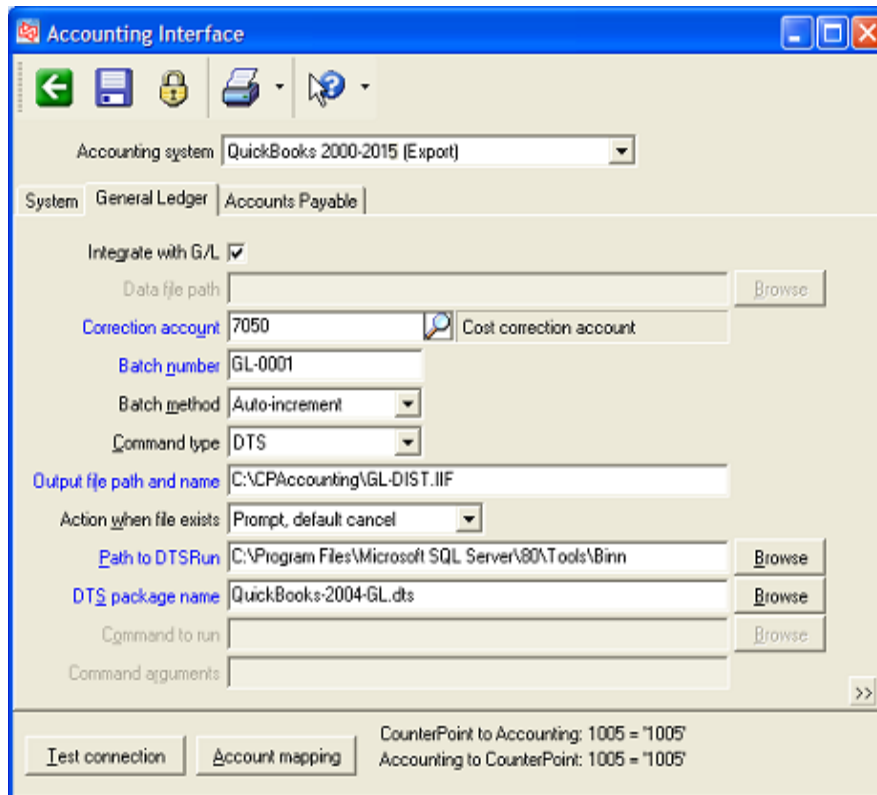 Accounting Interface
Accounting system QuickBooks 2000-2015 (Export)
System General Ledger Accounts Payable
Integrate with G/L
Data file path Browse
Correction account 7050 Cost correction account
Batch number GL-0001
Batch method Auto-increment
Command type DTS
Output file path and name C:\CPAccounting\GL-DIST.IIF
Action when file exists Prompt, default cancel
Path to DTSRun C:\Program Files\Microsoft SQL Server\80\Tools\Binn Browse
DTS package name QuickBooks-2004-GL.dts Browse
Command to run Browse
Command arguments
>>
CounterPoint to Accounting: 1005 = '1005'
Test connection Account mapping
Accounting to CounterPoint: 1005 = '1005'